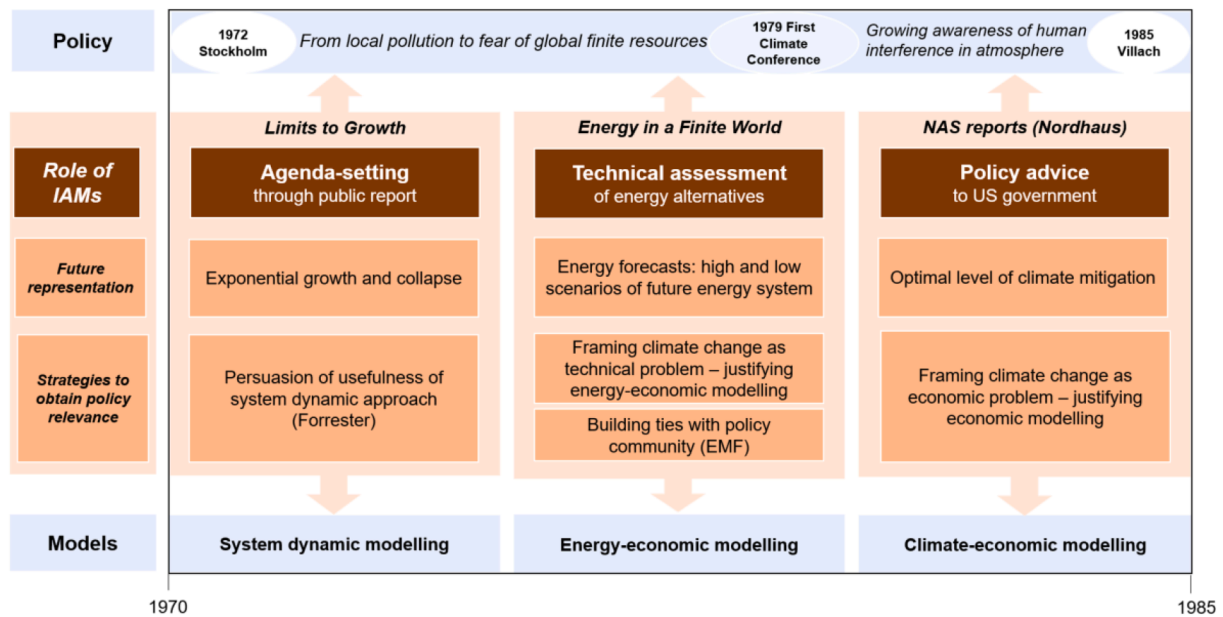 Policy
1972
Stockholm
From local pollution to fear of global finite resources
1979 First
Climate
Conference
Growing awareness of human
interference in atmosphere
1985
Villach
Role of
IAMs
Limits to Growth
Agenda-setting
through public report
Energy in a Finite World
Technical assessment
of energy alternatives
NAS reports (Nordhaus)
Policy advice
to US government
Future
representation
Exponential growth and collapse
Energy forecasts: high and low
scenarios of future energy system
Optimal level of climate mitigation
Strategies to
obtain policy
relevance
Persuasion of usefulness of
system dynamic approach
(Forrester)
Framing climate change as
technical problem – justifying
energy-economic modelling
Building ties with policy
community (EMF)
Framing climate change as
economic problem – justifying
economic modelling
Models
System dynamic modelling
Energy-economic modelling
Climate-economic modelling
1970
1985